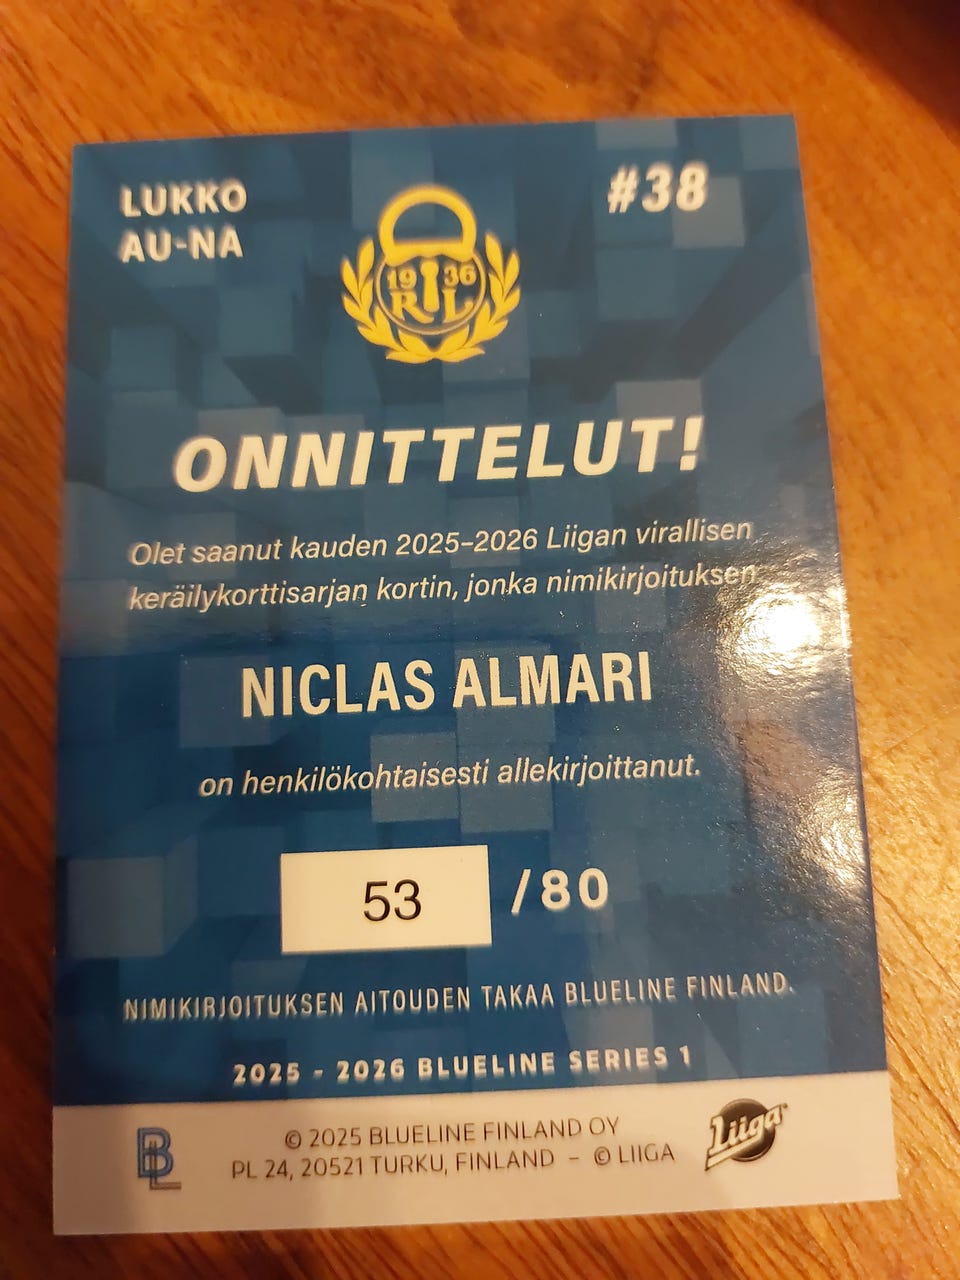 LUKKO
AU-NA
#38
19 36
R L
ONNITTELUT!
Olet saanut kauden 2025–2026 Liigan virallisen
keräilykorttisarjan kortin, jonka nimikirjoituksen
NICLAS ALMARI
on henkilökohtaisesti allekirjoittanut.
53 /80
NIMIKIRJOITUKSEN AITOUDEN TAKAA BLUELINE FINLAND.
2025 - 2026 BLUELINE SERIES 1
BL
© 2025 BLUELINE FINLAND OY
PL 24, 20521 TURKU, FINLAND – © LIIGA
Liiga